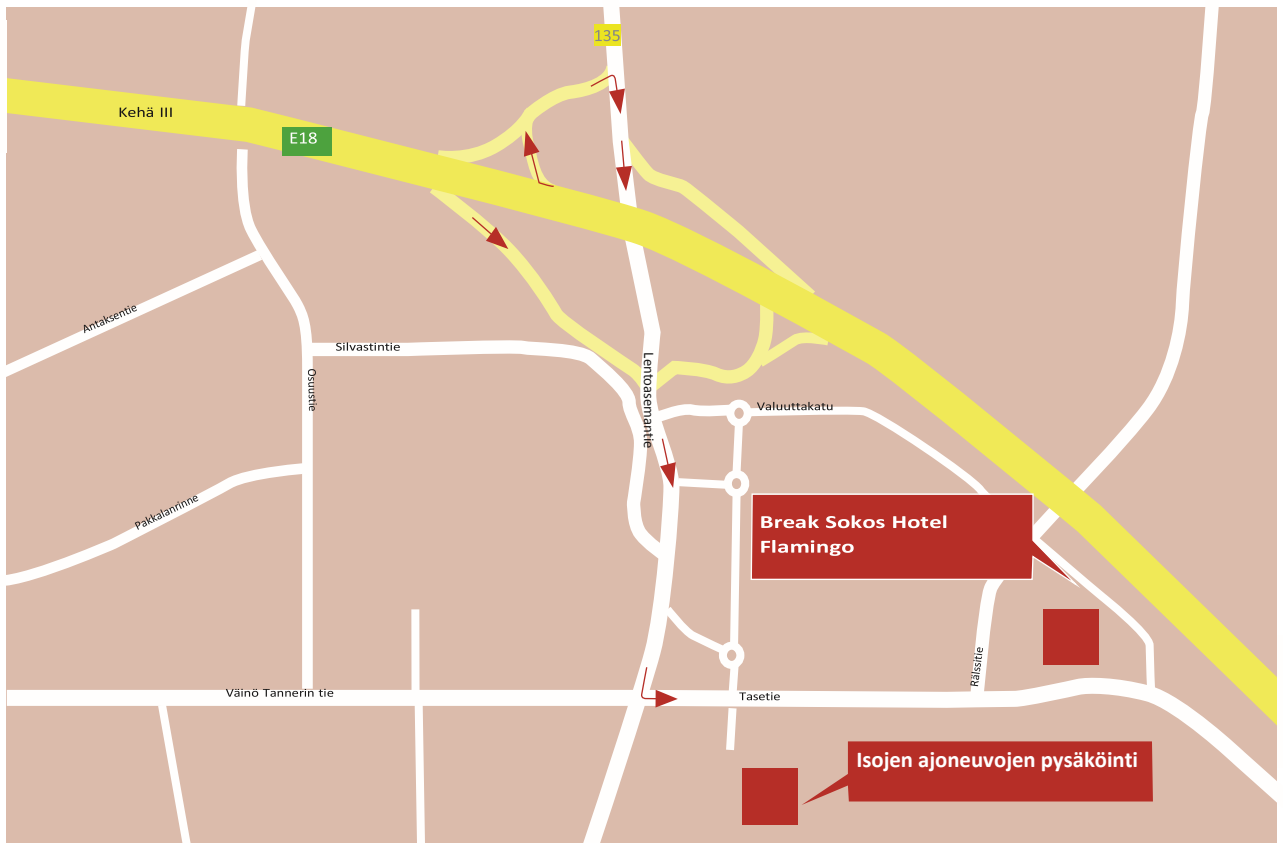 135
Kehä III
E18
Antaksentie
Silvastintie
Osuustie
Lentoasemantie
Valuuttakatu
Pakkalanrinne
Break Sokos Hotel
Flamingo
Rälssitie
Väinö Tannerin tie
Tasetie
Isojen ajoneuvojen pysäköinti